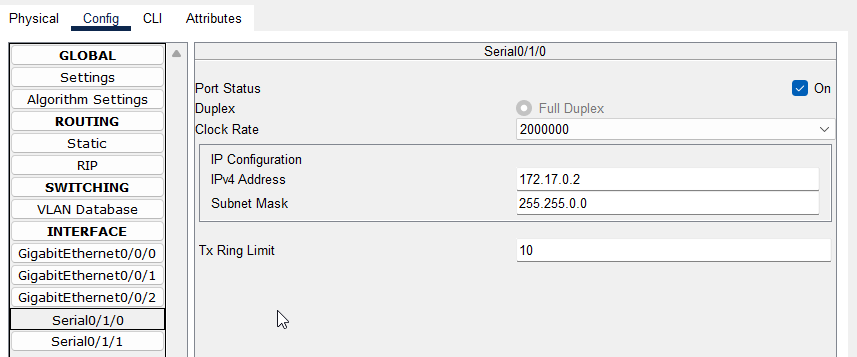 Physical Config CLI Attributes
GLOBAL
Settings
Algorithm Settings
ROUTING
Static
RIP
SWITCHING
VLAN Database
INTERFACE
GigabitEthernet0/0/0
GigabitEthernet0/0/1
GigabitEthernet0/0/2
Serial0/1/0
Serial0/1/1
Serial0/1/0
Port Status On
Duplex Full Duplex
Clock Rate 2000000
IP Configuration
IPv4 Address 172.17.0.2
Subnet Mask 255.255.0.0
Tx Ring Limit 10